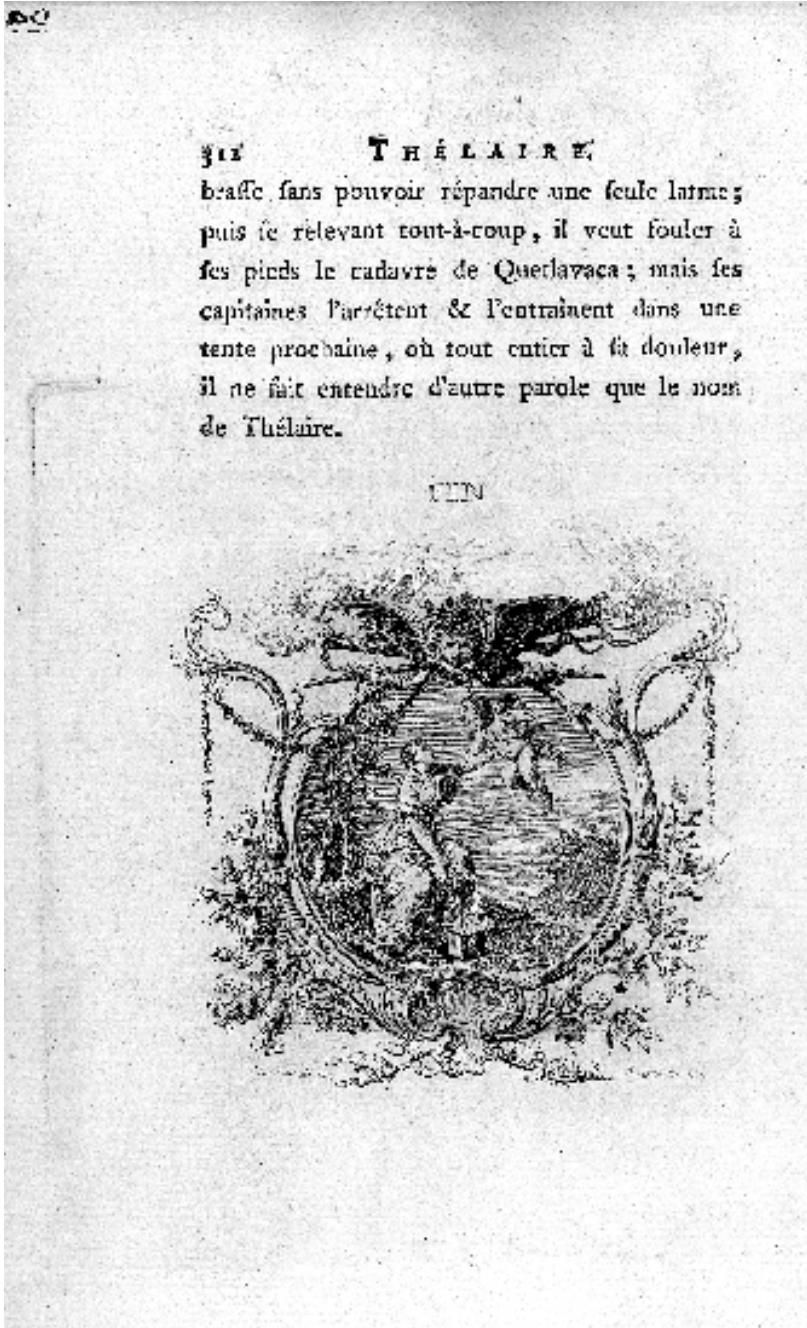 312 THÉLAIRE.
brasse sans pouvoir répandre une seule larme;
puis se relevant tout-à-coup, il veut fouler à
ses pieds le cadavre de Quetlavaca; mais ses
capitaines l'arrêtent & l'entraînent dans une
tente prochaine, où tout entier à sa douleur,
il ne fait entendre d'autre parole que le nom
de Thélaire.
FIN